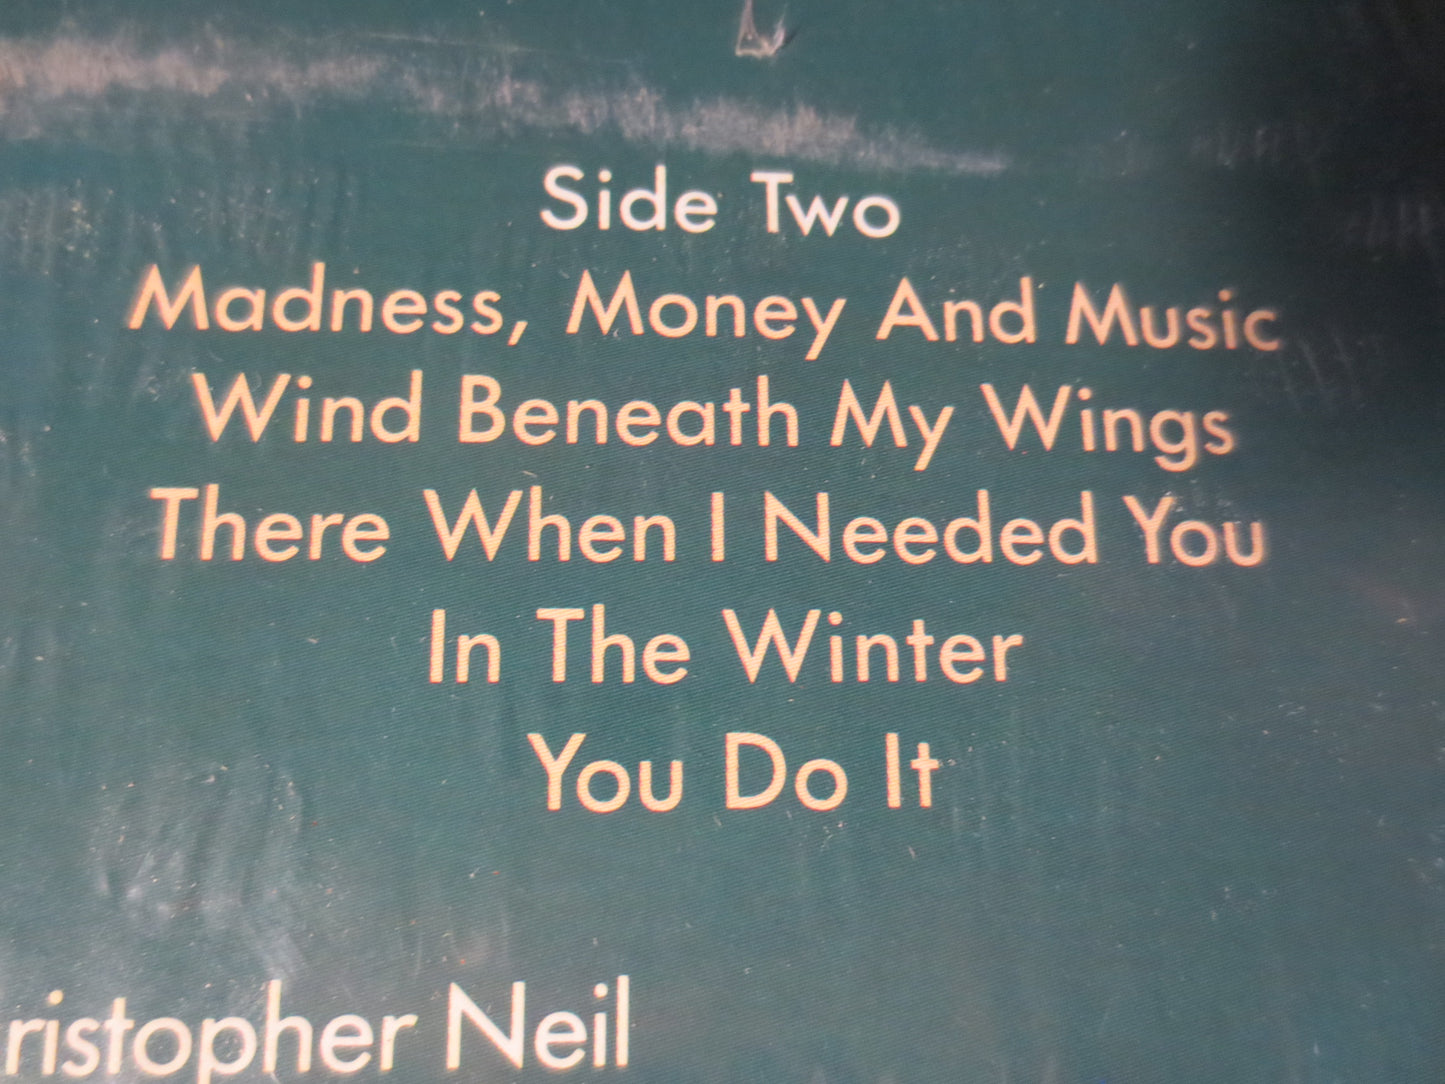 Side Two
Madness, Money And Music
Wind Beneath My Wings
There When I Needed You
In The Winter
You Do It
ristopher Neil